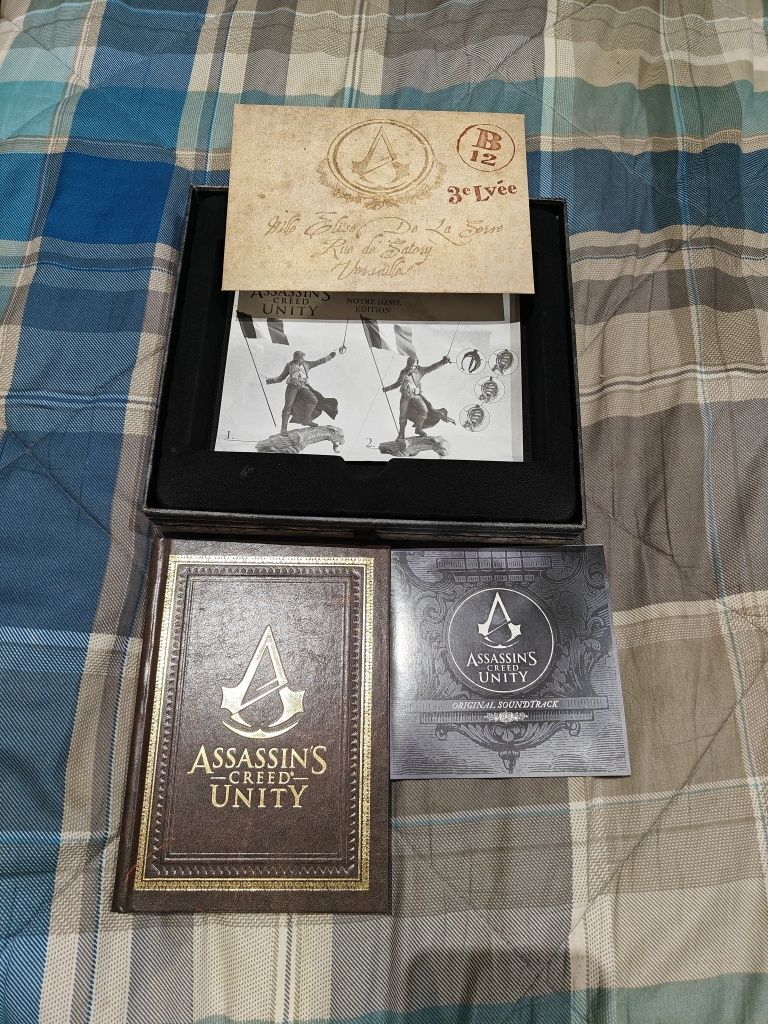 B
12
3e Lvée
Mlle Élise De La Serre
Rue de Satory
Versailles
ASSASSIN'S
CREED
UNITY
NOTRE DAME
EDITION
1.
2.
ASSASSIN'S
CREED®
UNITY
ASSASSIN'S
CREED
UNITY
ORIGINAL SOUNDTRACK